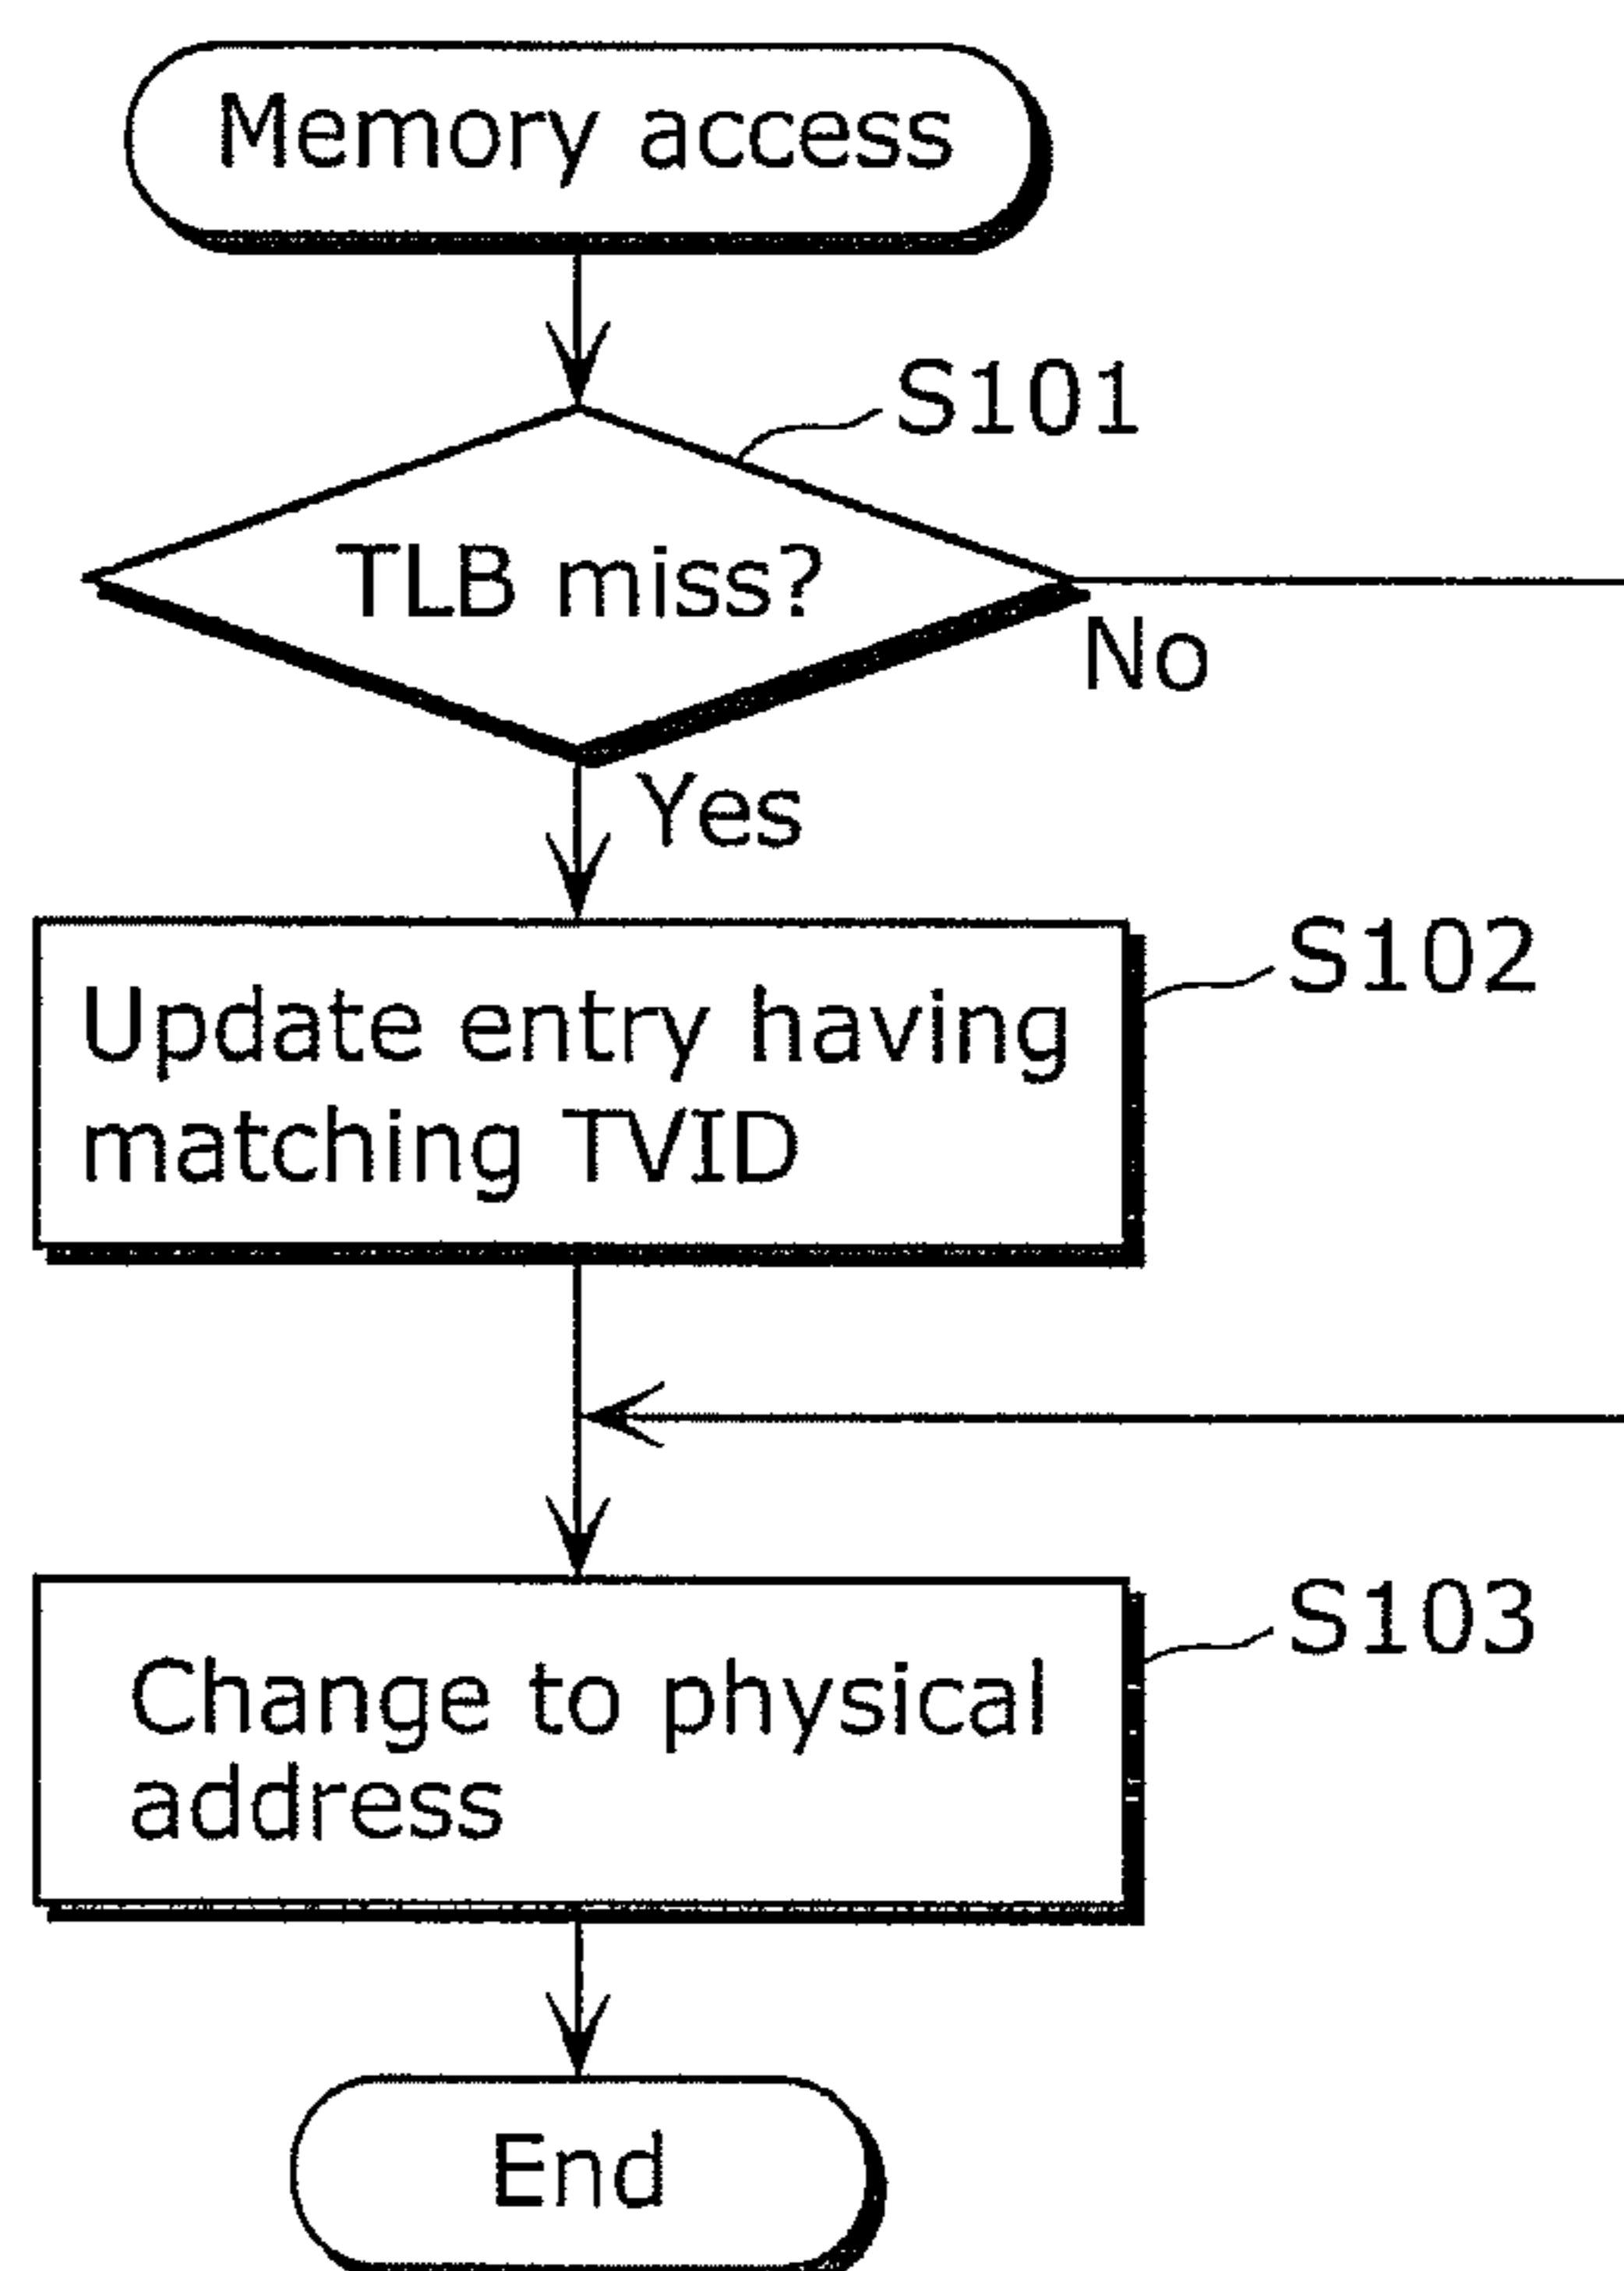 Memory access
S101
TLB miss?
No
Yes
S102
Update entry having
matching TVID
S103
Change to physical
address
End